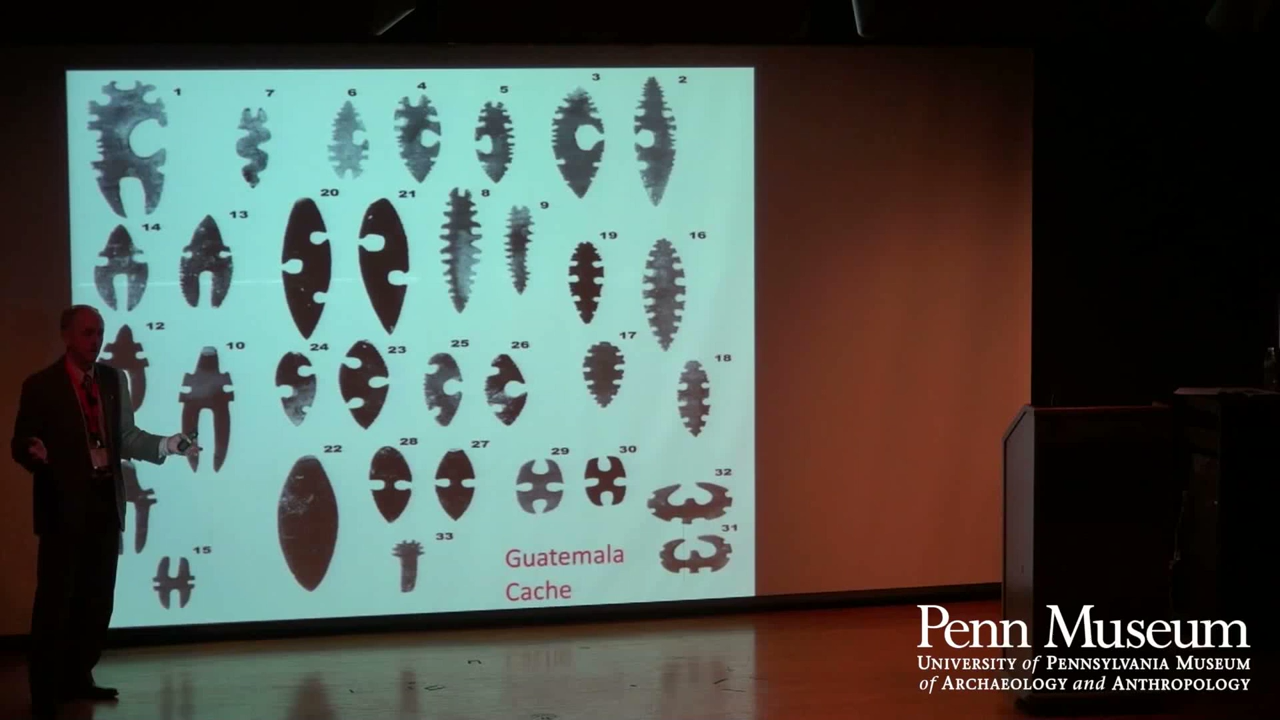 1 7 6 4 5 3 2
14 13 20 21 8 9 19 16
12 10 24 23 25 26 17 18
22 28 27 29 30 32
15 33 31
Guatemala
Cache
Penn Museum
UNIVERSITY of PENNSYLVANIA MUSEUM
of ARCHAEOLOGY and ANTHROPOLOGY